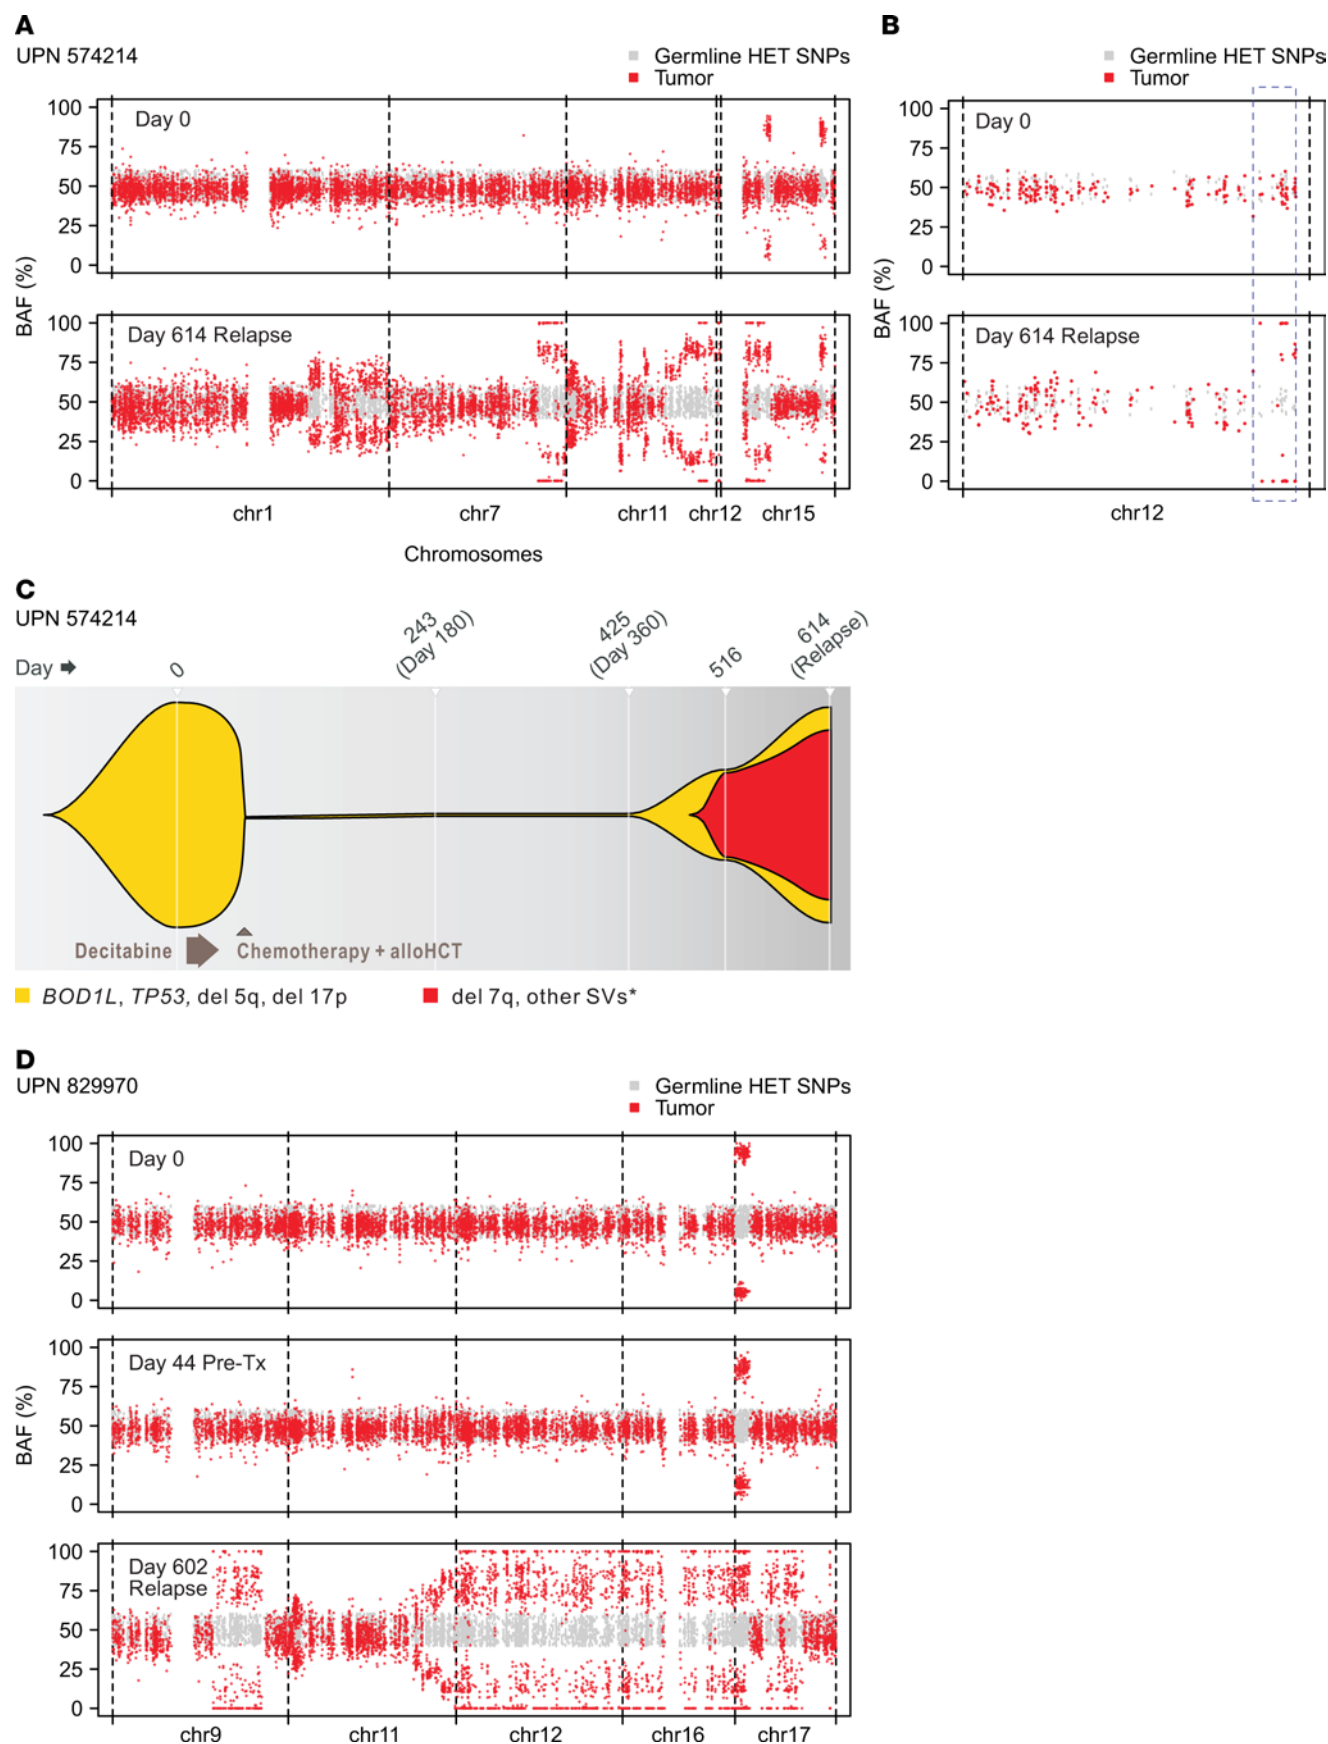 A
UPN 574214
Germline HET SNPs
Tumor
100
75
50
25
0
Day 0
100
75
50
25
0
Day 614 Relapse
BAF (%)
chr1
chr7
chr11
chr12
chr15
Chromosomes
B
Germline HET SNPs
Tumor
100
75
50
25
0
Day 0
100
75
50
25
0
Day 614 Relapse
BAF (%)
chr12
C
UPN 574214
Day
0
243
(Day 180)
425
(Day 360)
516
614
(Relapse)
Decitabine
Chemotherapy + alloHCT
BOD1L, TP53, del 5q, del 17p
del 7q, other SVs*
D
UPN 829970
Germline HET SNPs
Tumor
100
75
50
25
0
Day 0
100
75
50
25
0
Day 44 Pre-Tx
BAF (%)
100
75
50
25
0
Day 602
Relapse
chr9
chr11
chr12
chr16
chr17